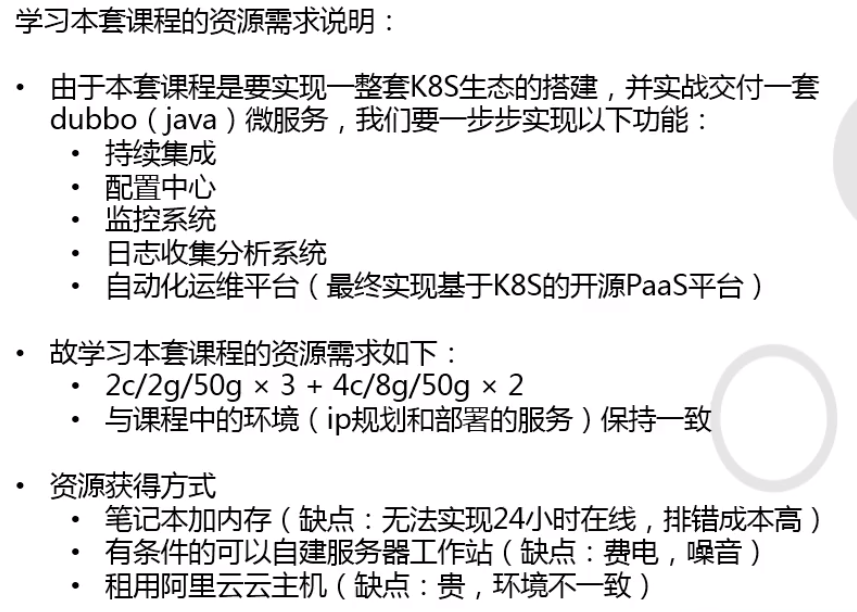 学习本套课程的资源需求说明：
• 由于本套课程是要实现一整套K8S生态的搭建，并实战交付一套
dubbo（java）微服务，我们要一步步实现以下功能：
• 持续集成
• 配置中心
• 监控系统
• 日志收集分析系统
• 自动化运维平台（最终实现基于K8S的开源PaaS平台）
• 故学习本套课程的资源需求如下：
• 2c/2g/50g × 3 + 4c/8g/50g × 2
• 与课程中的环境（ip规划和部署的服务）保持一致
• 资源获得方式
• 笔记本加内存（缺点：无法实现24小时在线，排错成本高）
• 有条件的可以自建服务器工作站（缺点：费电，噪音）
• 租用阿里云云主机（缺点：贵，环境不一致）